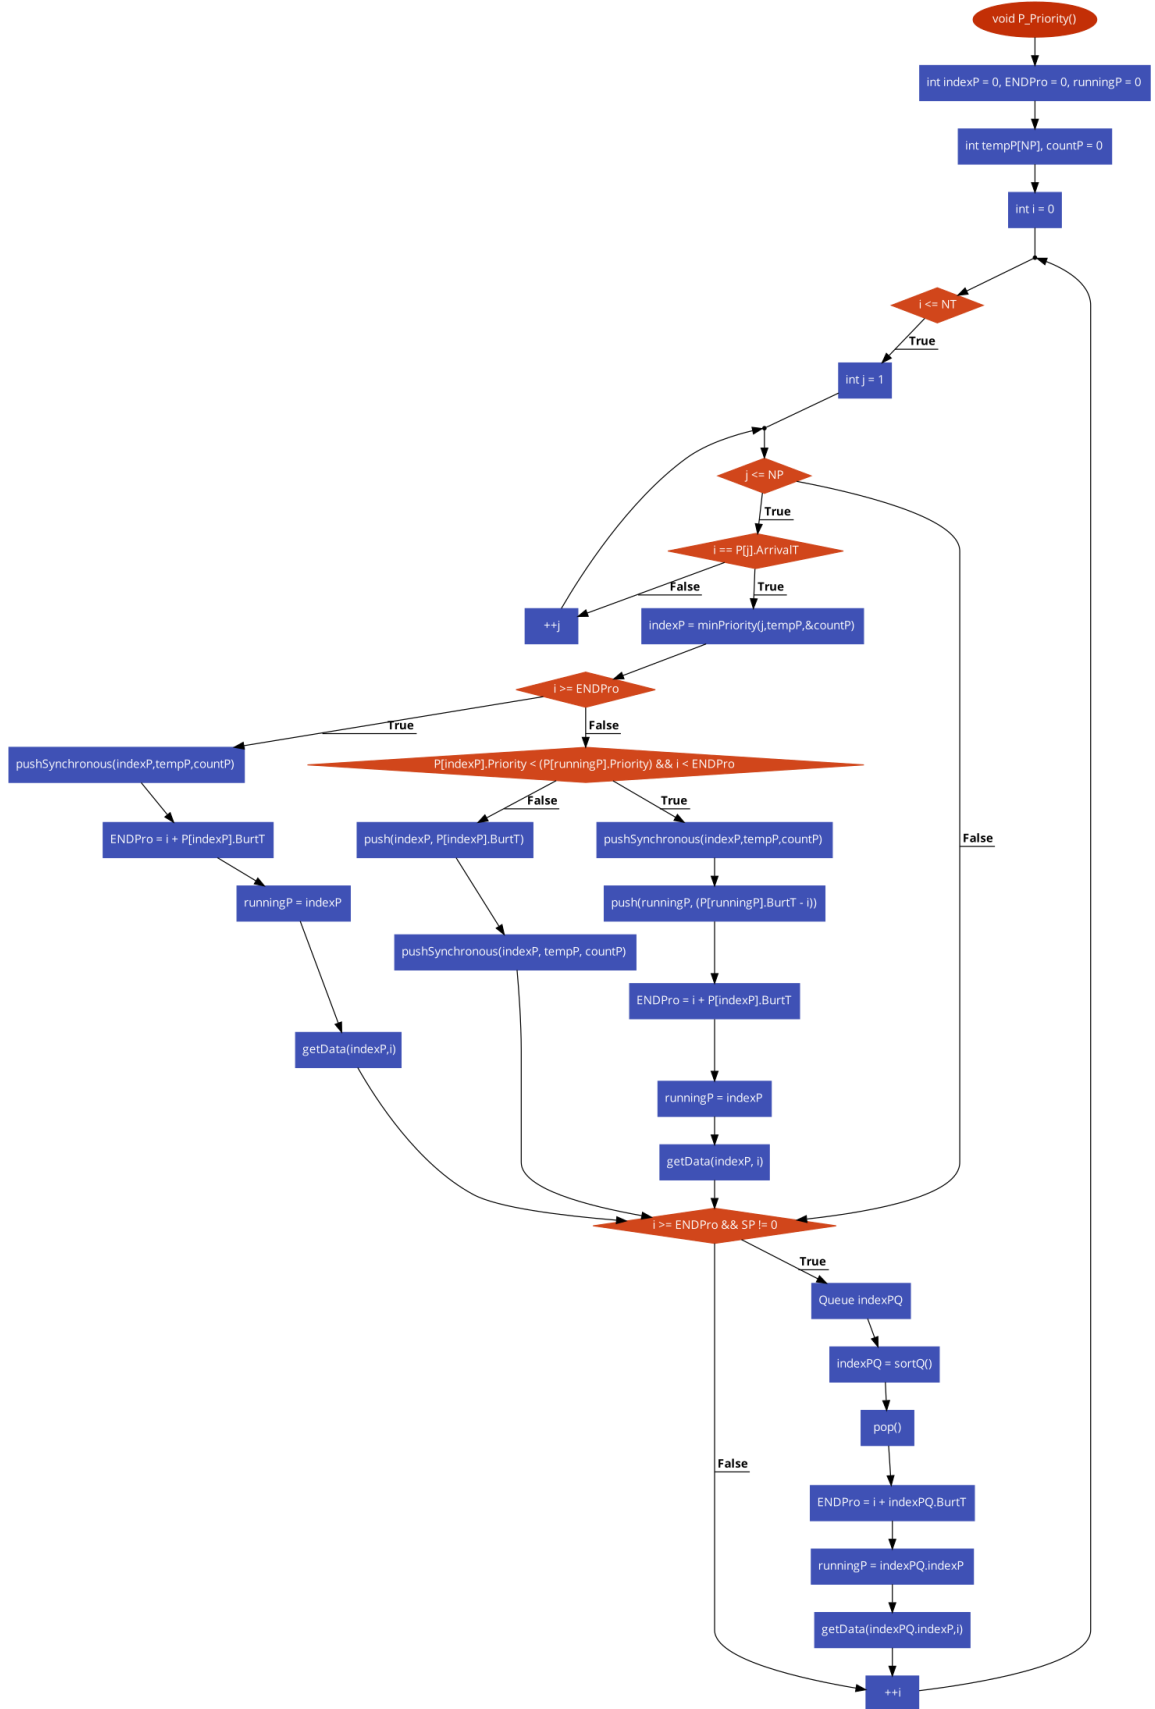 void P_Priority()
int indexP = 0, ENDPro = 0, runningP = 0
int tempP[NP], countP = 0
int i = 0
i <= NT
True
int j = 1
j <= NP
True
i == P[j].ArrivalT
False
True
++j
indexP = minPriority(j,tempP,&countP)
i >= ENDPro
True
False
pushSynchronous(indexP,tempP,countP)
P[indexP].Priority < (P[runningP].Priority) && i < ENDPro
False
True
ENDPro = i + P[indexP].BurtT
push(indexP, P[indexP].BurtT)
pushSynchronous(indexP,tempP,countP)
False
runningP = indexP
push(runningP, (P[runningP].BurtT - i))
pushSynchronous(indexP, tempP, countP)
ENDPro = i + P[indexP].BurtT
getData(indexP,i)
runningP = indexP
getData(indexP, i)
i >= ENDPro && SP != 0
True
Queue indexPQ
indexPQ = sortQ()
pop()
False
ENDPro = i + indexPQ.BurtT
runningP = indexPQ.indexP
getData(indexPQ.indexP,i)
++i